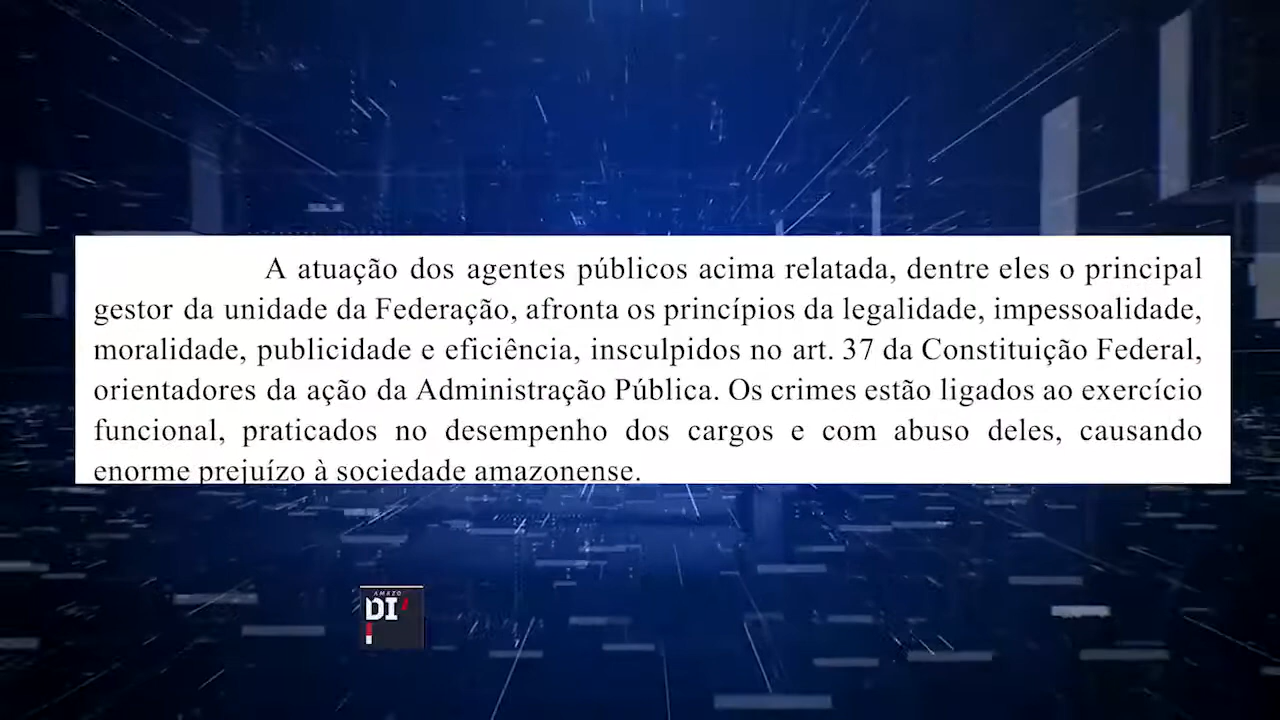 A atuação dos agentes públicos acima relatada, dentre eles o principal
gestor da unidade da Federação, afronta os princípios da legalidade, impessoalidade,
moralidade, publicidade e eficiência, insculpidos no art. 37 da Constituição Federal,
orientadores da ação da Administração Pública. Os crimes estão ligados ao exercício
funcional, praticados no desempenho dos cargos e com abuso deles, causando
enorme prejuízo à sociedade amazonense.
AMAZO
DI